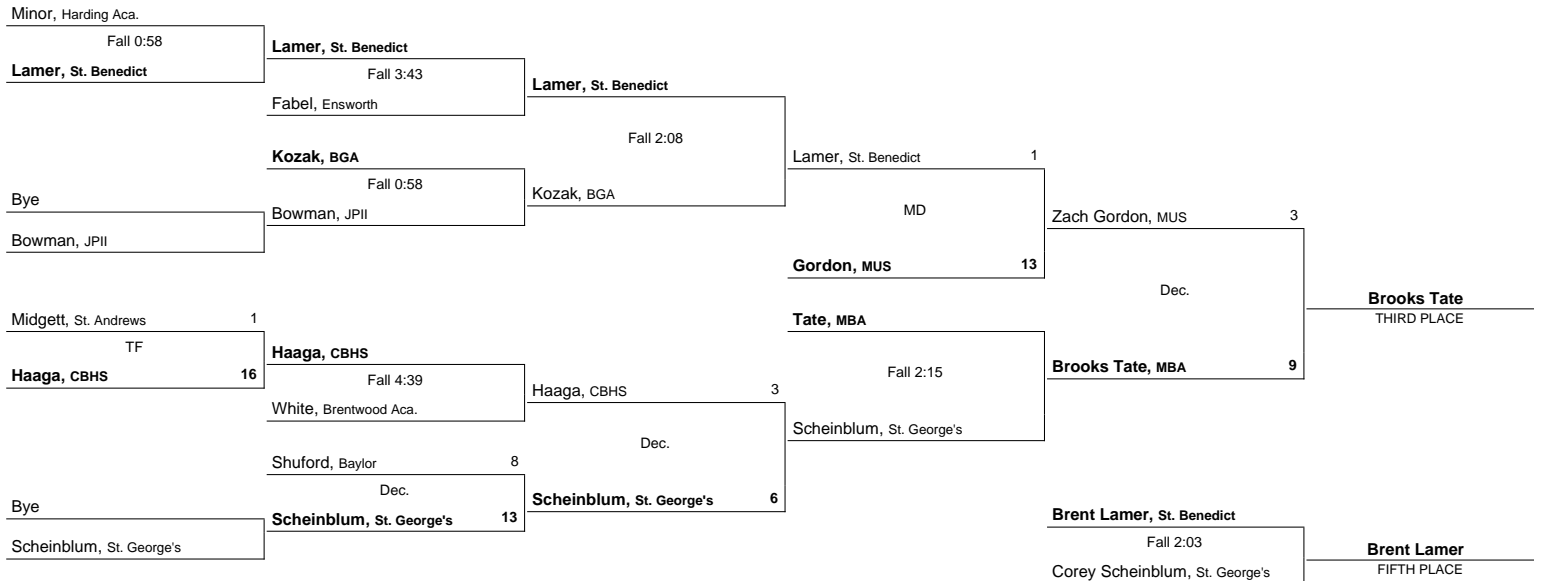 Minor, Harding Aca.
Fall 0:58
Lamer, St. Benedict
Bye
Bowman, JPII
Midgett, St. Andrews 1
TF
Haaga, CBHS 16
Bye
Scheinblum, St. George's
Lamer, St. Benedict
Fall 3:43
Fabel, Ensworth
Kozak, BGA
Fall 0:58
Bowman, JPII
Haaga, CBHS
Fall 4:39
White, Brentwood Aca.
Shuford, Baylor 8
Dec.
Scheinblum, St. George's 13
Lamer, St. Benedict
Fall 2:08
Kozak, BGA
Haaga, CBHS 3
Dec.
Scheinblum, St. George's 6
Lamer, St. Benedict 1
MD
Gordon, MUS 13
Tate, MBA
Fall 2:15
Scheinblum, St. George's
Zach Gordon, MUS 3
Dec.
Brooks Tate, MBA 9
Brooks Tate
THIRD PLACE
Brent Lamer, St. Benedict
Fall 2:03
Corey Scheinblum, St. George's
Brent Lamer
FIFTH PLACE